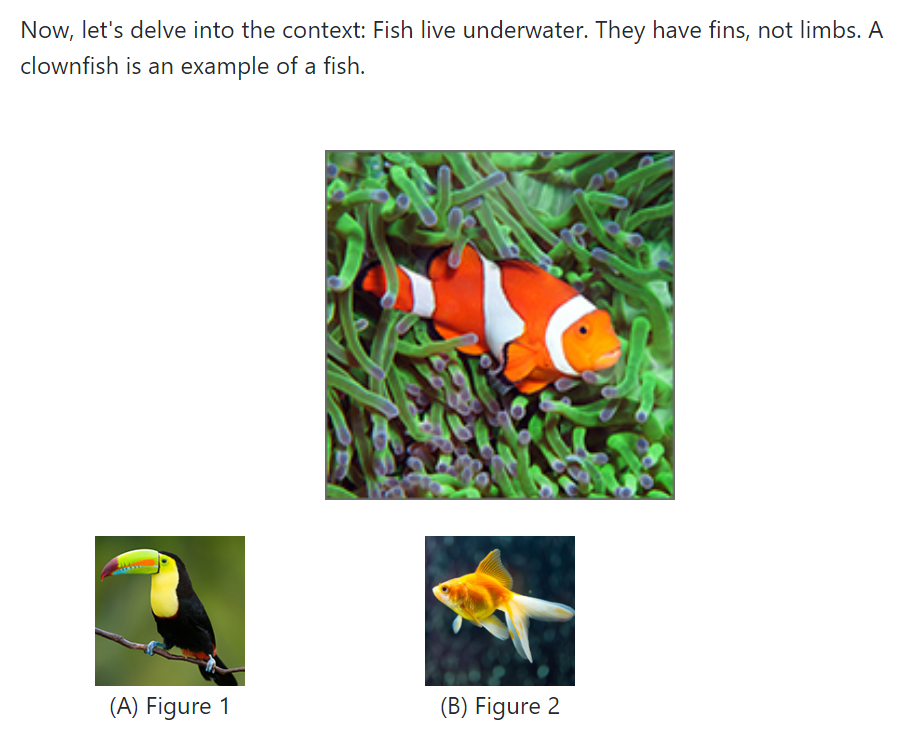 Now, let's delve into the context: Fish live underwater. They have fins, not limbs. A
clownfish is an example of a fish.
(A) Figure 1
(B) Figure 2